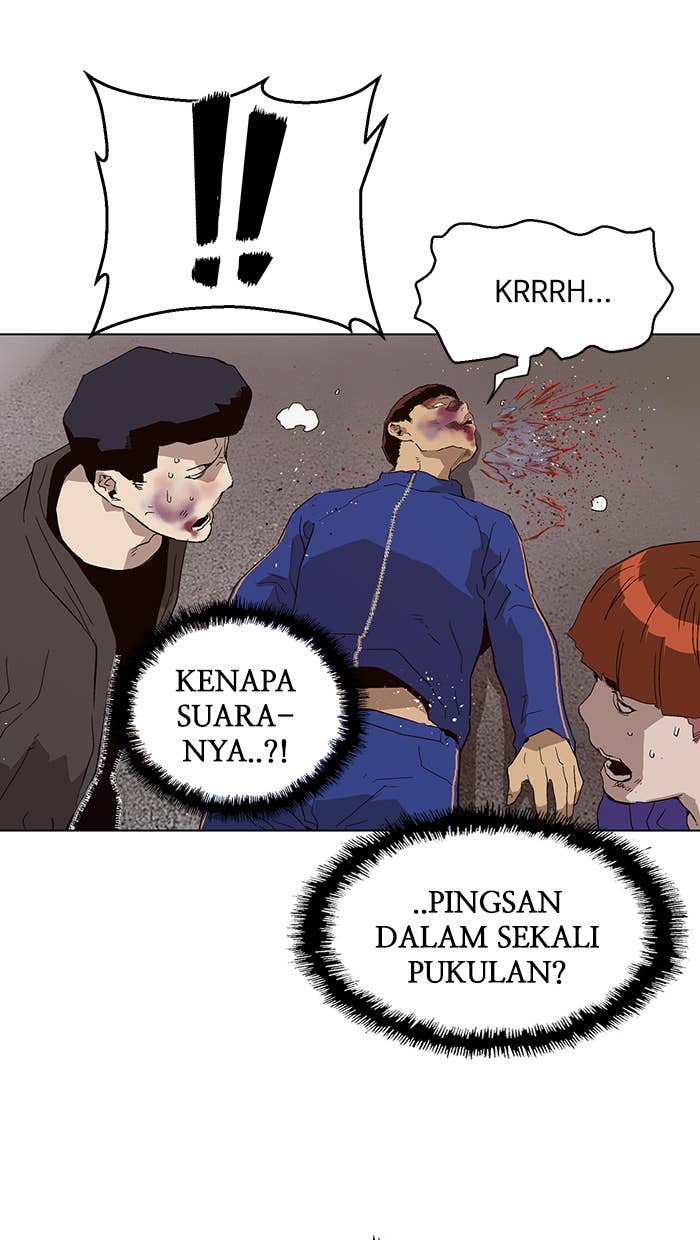 !!
KRRRH...
KENAPA
SUARA-
NYA..?!
..PINGSAN
DALAM SEKALI
PUKULAN?